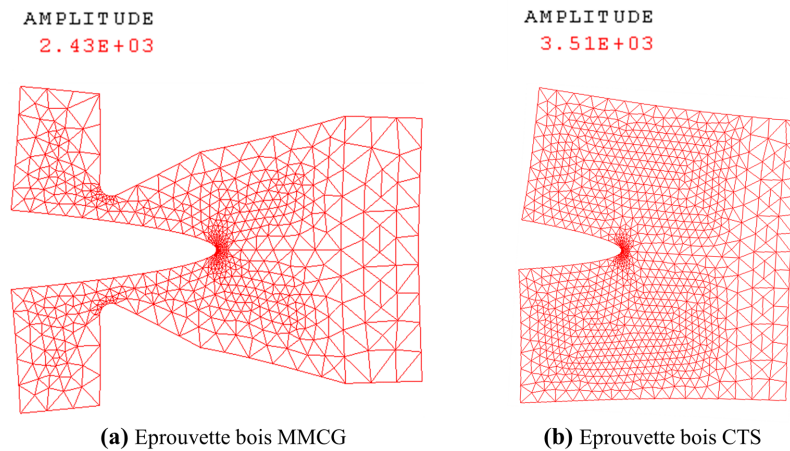 AMPLITUDE
2.43E+03
AMPLITUDE
3.51E+03
(a) Eprouvette bois MMCG
(b) Eprouvette bois CTS